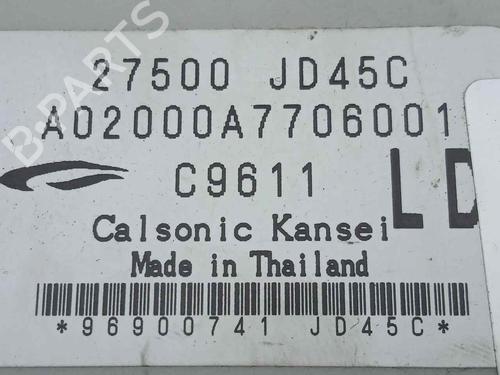 27500 JD45C
A02000A7706001
C9611
LD
Calsonic Kansei
Made in Thailand
*96900741 JD45C*
B-PARTS